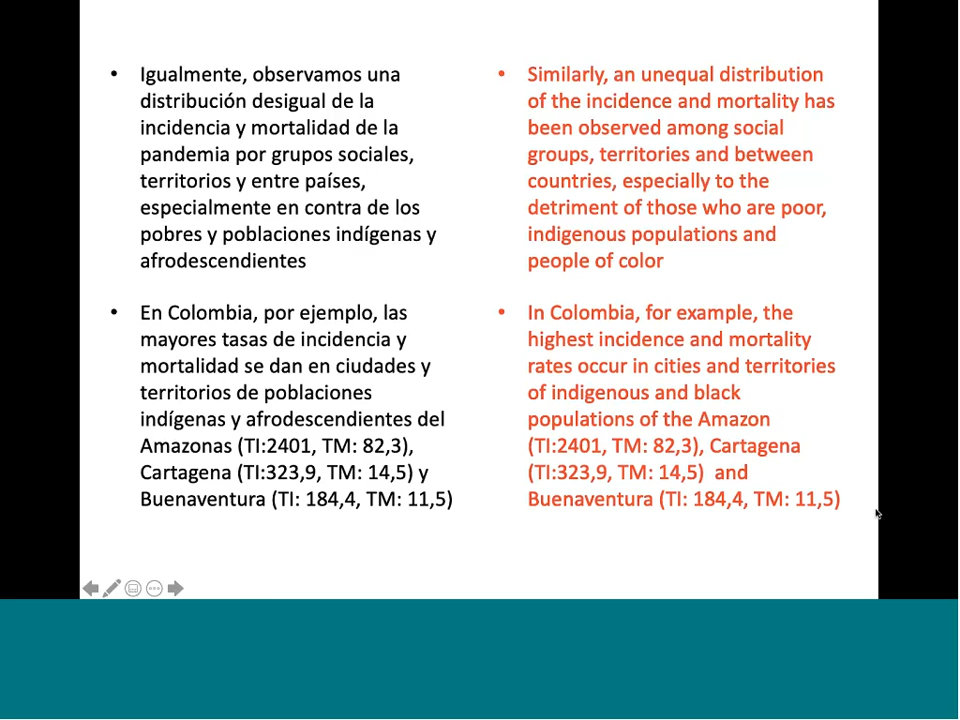 • Igualmente, observamos una
distribución desigual de la
incidencia y mortalidad de la
pandemia por grupos sociales,
territorios y entre países,
especialmente en contra de los
pobres y poblaciones indígenas y
afrodescendientes
• En Colombia, por ejemplo, las
mayores tasas de incidencia y
mortalidad se dan en ciudades y
territorios de poblaciones
indígenas y afrodescendientes del
Amazonas (TI:2401, TM: 82,3),
Cartagena (TI:323,9, TM: 14,5) y
Buenaventura (TI: 184,4, TM: 11,5)
• Similarly, an unequal distribution
of the incidence and mortality has
been observed among social
groups, territories and between
countries, especially to the
detriment of those who are poor,
indigenous populations and
people of color
• In Colombia, for example, the
highest incidence and mortality
rates occur in cities and territories
of indigenous and black
populations of the Amazon
(TI:2401, TM: 82,3), Cartagena
(TI:323,9, TM: 14,5) and
Buenaventura (TI: 184,4, TM: 11,5)